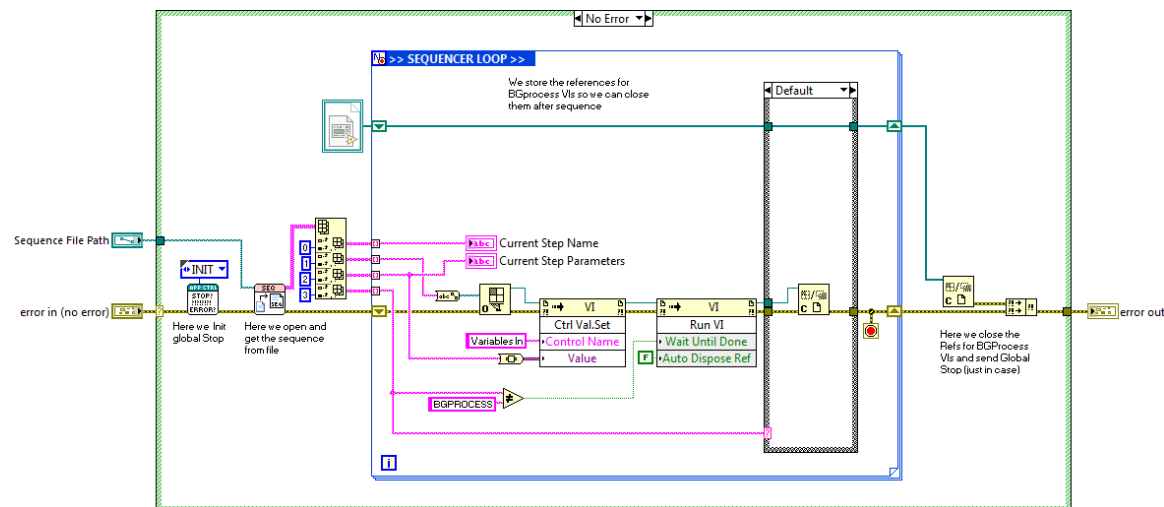 No Error
>> SEQUENCER LOOP >>
We store the references for
BGprocess VIs so we can close
them after sequence
Default
Sequence File Path
INIT
STOP?
ERROR?
SEQ
SEQ
error in (no error)
Here we Init
global Stop
Here we open and
get the sequence
from file
0
1
2
3
abc
Current Step Name
abc
Current Step Parameters
abc
VI
Ctrl Val.Set
Control Name
Value
Variables In
VI
Run VI
Wait Until Done
Auto Dispose Ref
F
BGPROCESS
i
N
C
C
Here we close the
Refs for BGProcess
VIs and send Global
Stop (just in case)
error out